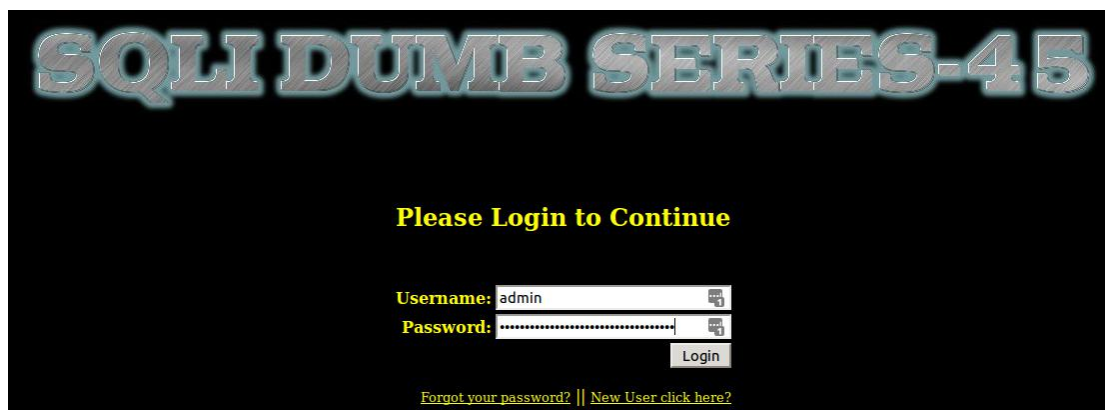 SQLI DUMB SERIES-45
Please Login to Continue
Username: admin
Password: •••••••••••••••••••••••••••••••••••
Login
Forgot your password? || New User click here?